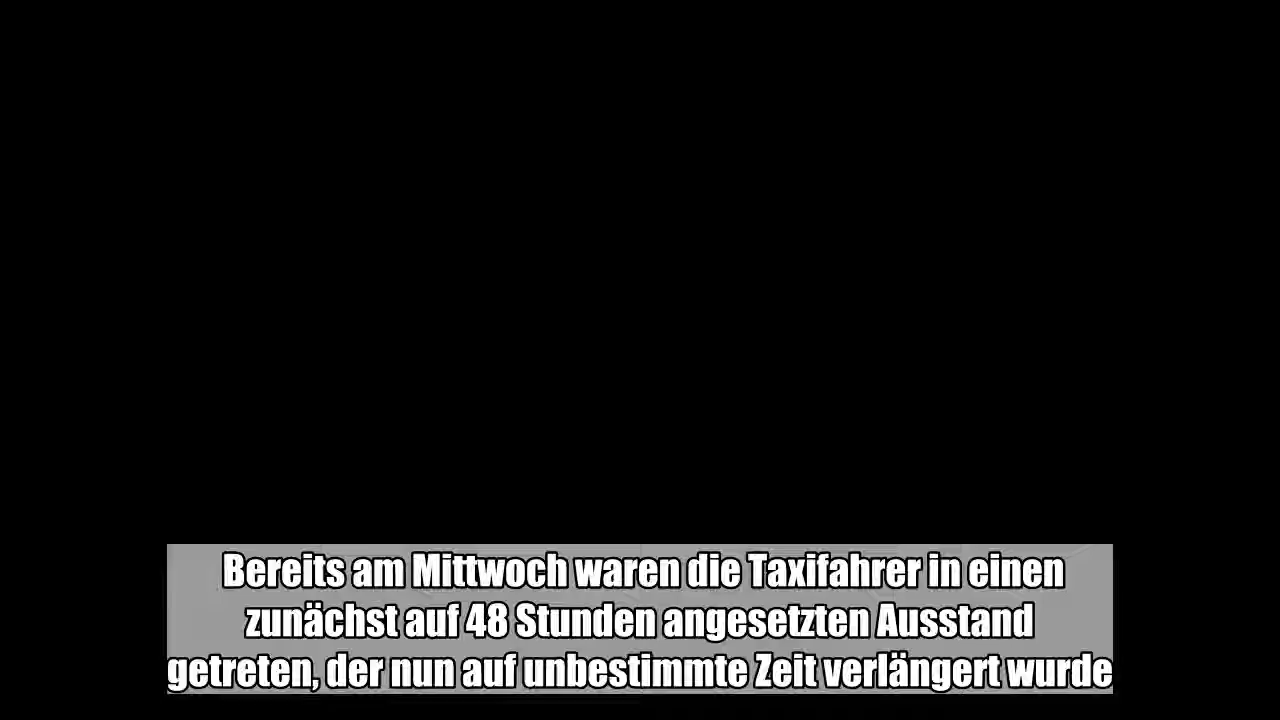 Bereits am Mittwoch waren die Taxifahrer in einen
zunächst auf 48 Stunden angesetzten Ausstand
getreten, der nun auf unbestimmte Zeit verlängert wurde